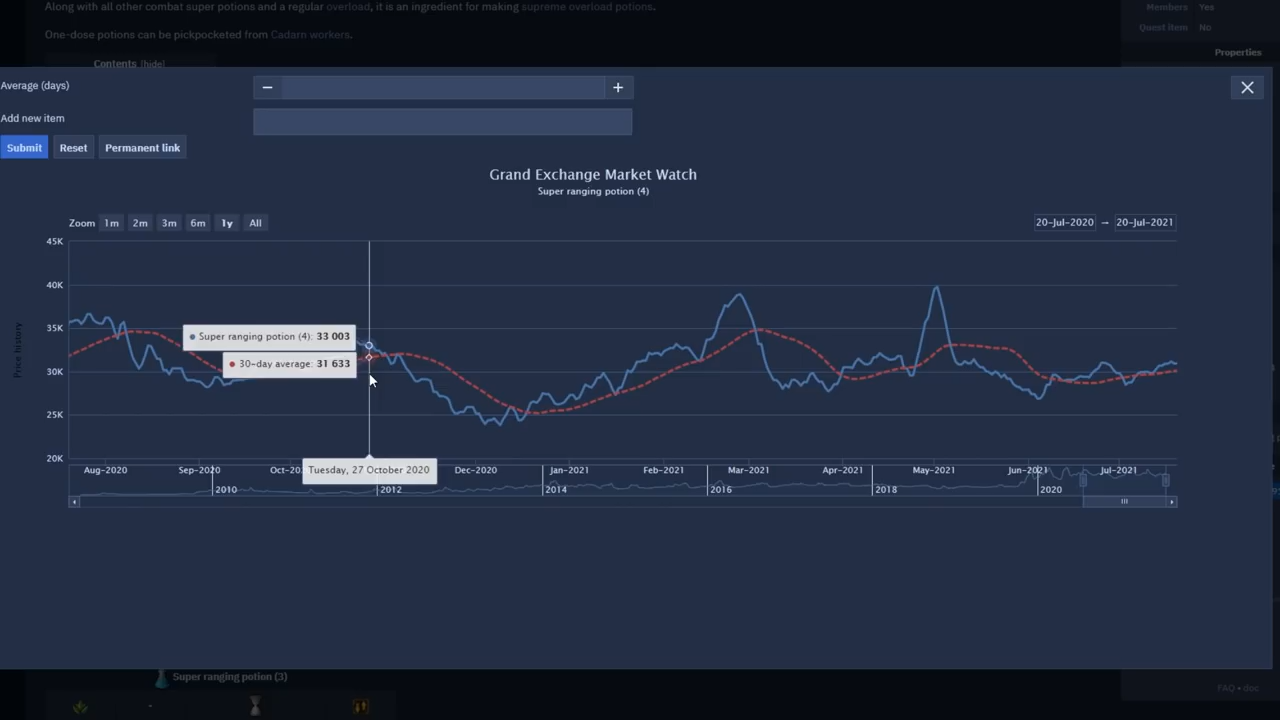 Along with all other combat super potions and a regular overload, it is an ingredient for making supreme overload potions.
One-dose potions can be pickpocketed from Cadarn workers.
Contents [hide]
Members Yes
Quest item No
Properties
Average (days)
− +
Add new item
Submit Reset Permanent link
Grand Exchange Market Watch
Super ranging potion (4)
Zoom 1m 2m 3m 6m 1y All
20-Jul-2020 → 20-Jul-2021
45K
40K
35K
30K
25K
20K
Price history
Super ranging potion (4): 33 003
30-day average: 31 633
Tuesday, 27 October 2020
Aug-2020 Sep-2020 Oct-20 Dec-2020 Jan-2021 Feb-2021 Mar-2021 Apr-2021 May-2021 Jun-2021 Jul-2021
2010 2012 2014 2016 2018 2020
Super ranging potion (3)
FAQ • doc